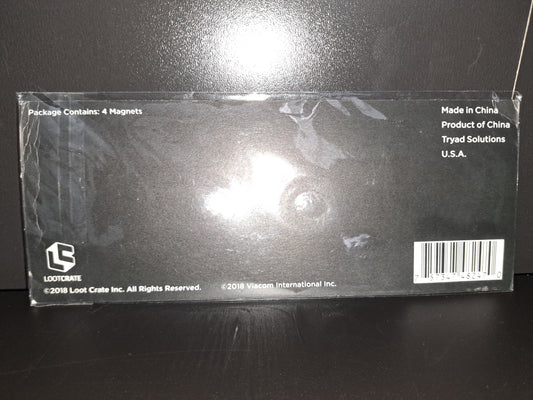 Package Contains: 4 Magnets
Made in China
Product of China
Tryad Solutions
U.S.A.
LOOTCRATE
©2018 Loot Crate Inc. All Rights Reserved.
©2018 Viacom International Inc.